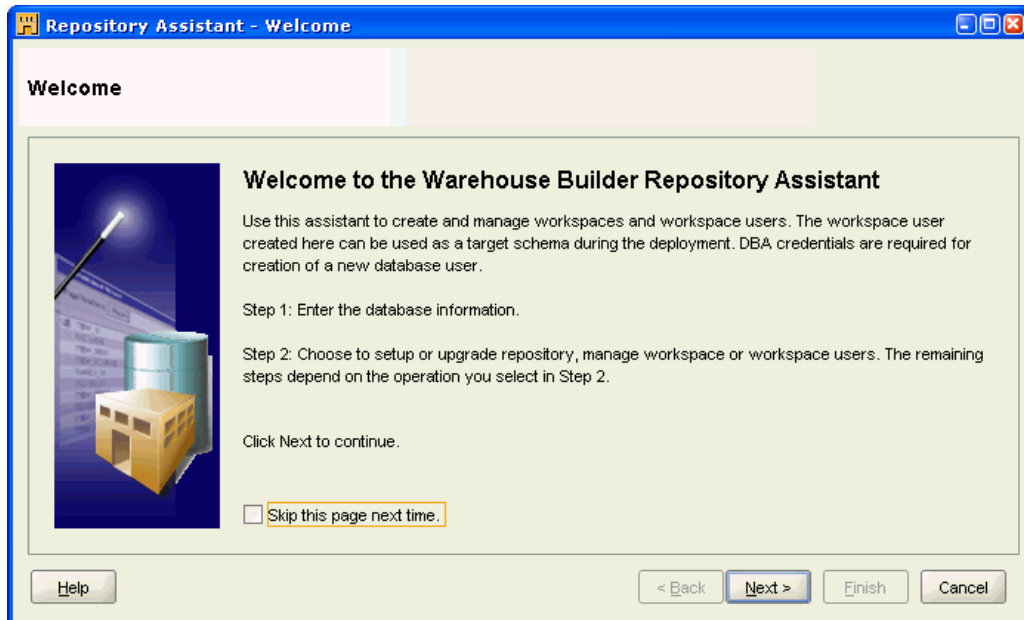 Repository Assistant - Welcome
Welcome
Welcome to the Warehouse Builder Repository Assistant
Use this assistant to create and manage workspaces and workspace users. The workspace user
created here can be used as a target schema during the deployment. DBA credentials are required for
creation of a new database user.
Step 1: Enter the database information.
Step 2: Choose to setup or upgrade repository, manage workspace or workspace users. The remaining
steps depend on the operation you select in Step 2.
Click Next to continue.
Skip this page next time.
Help
< Back
Next >
Finish
Cancel